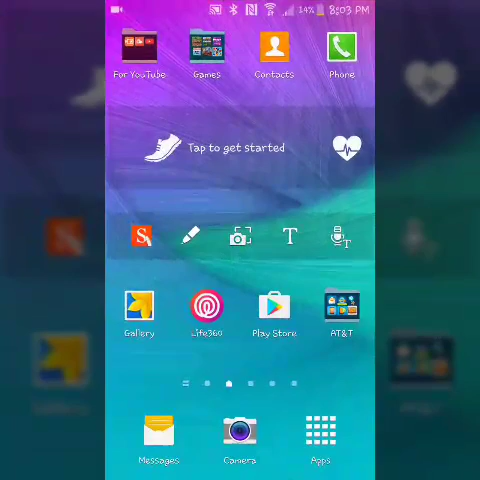 14% 8:03 PM
For YouTube Games Contacts Phone
Tap to get started
S T T
Gallery Life360 Play Store AT&T
Messages Camera Apps